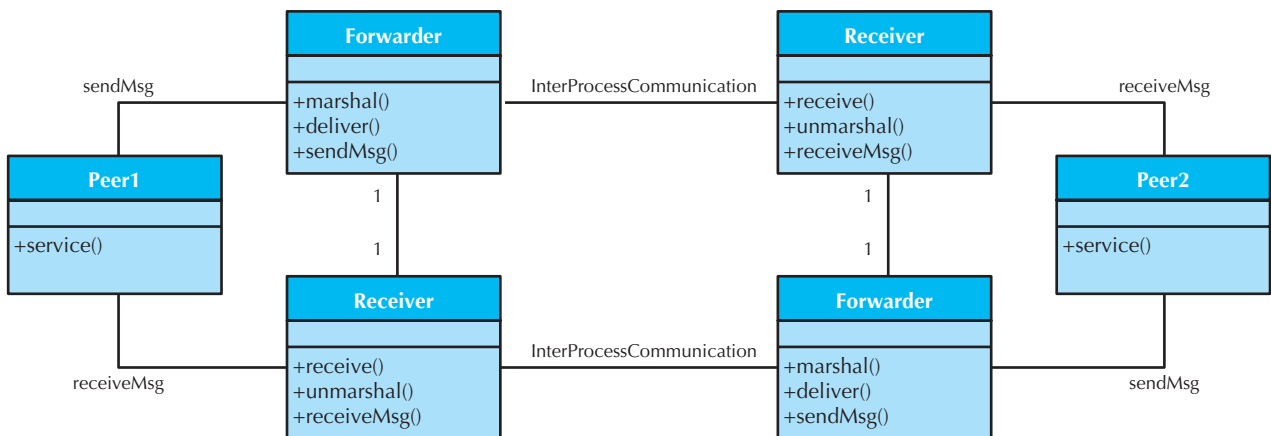 Forwarder
+marshal()
+deliver()
+sendMsg()
Receiver
+receive()
+unmarshal()
+receiveMsg()
sendMsg
InterProcessCommunication
receiveMsg
Peer1
+service()
Peer2
+service()
1
1
1
1
Receiver
+receive()
+unmarshal()
+receiveMsg()
Forwarder
+marshal()
+deliver()
+sendMsg()
receiveMsg
InterProcessCommunication
sendMsg